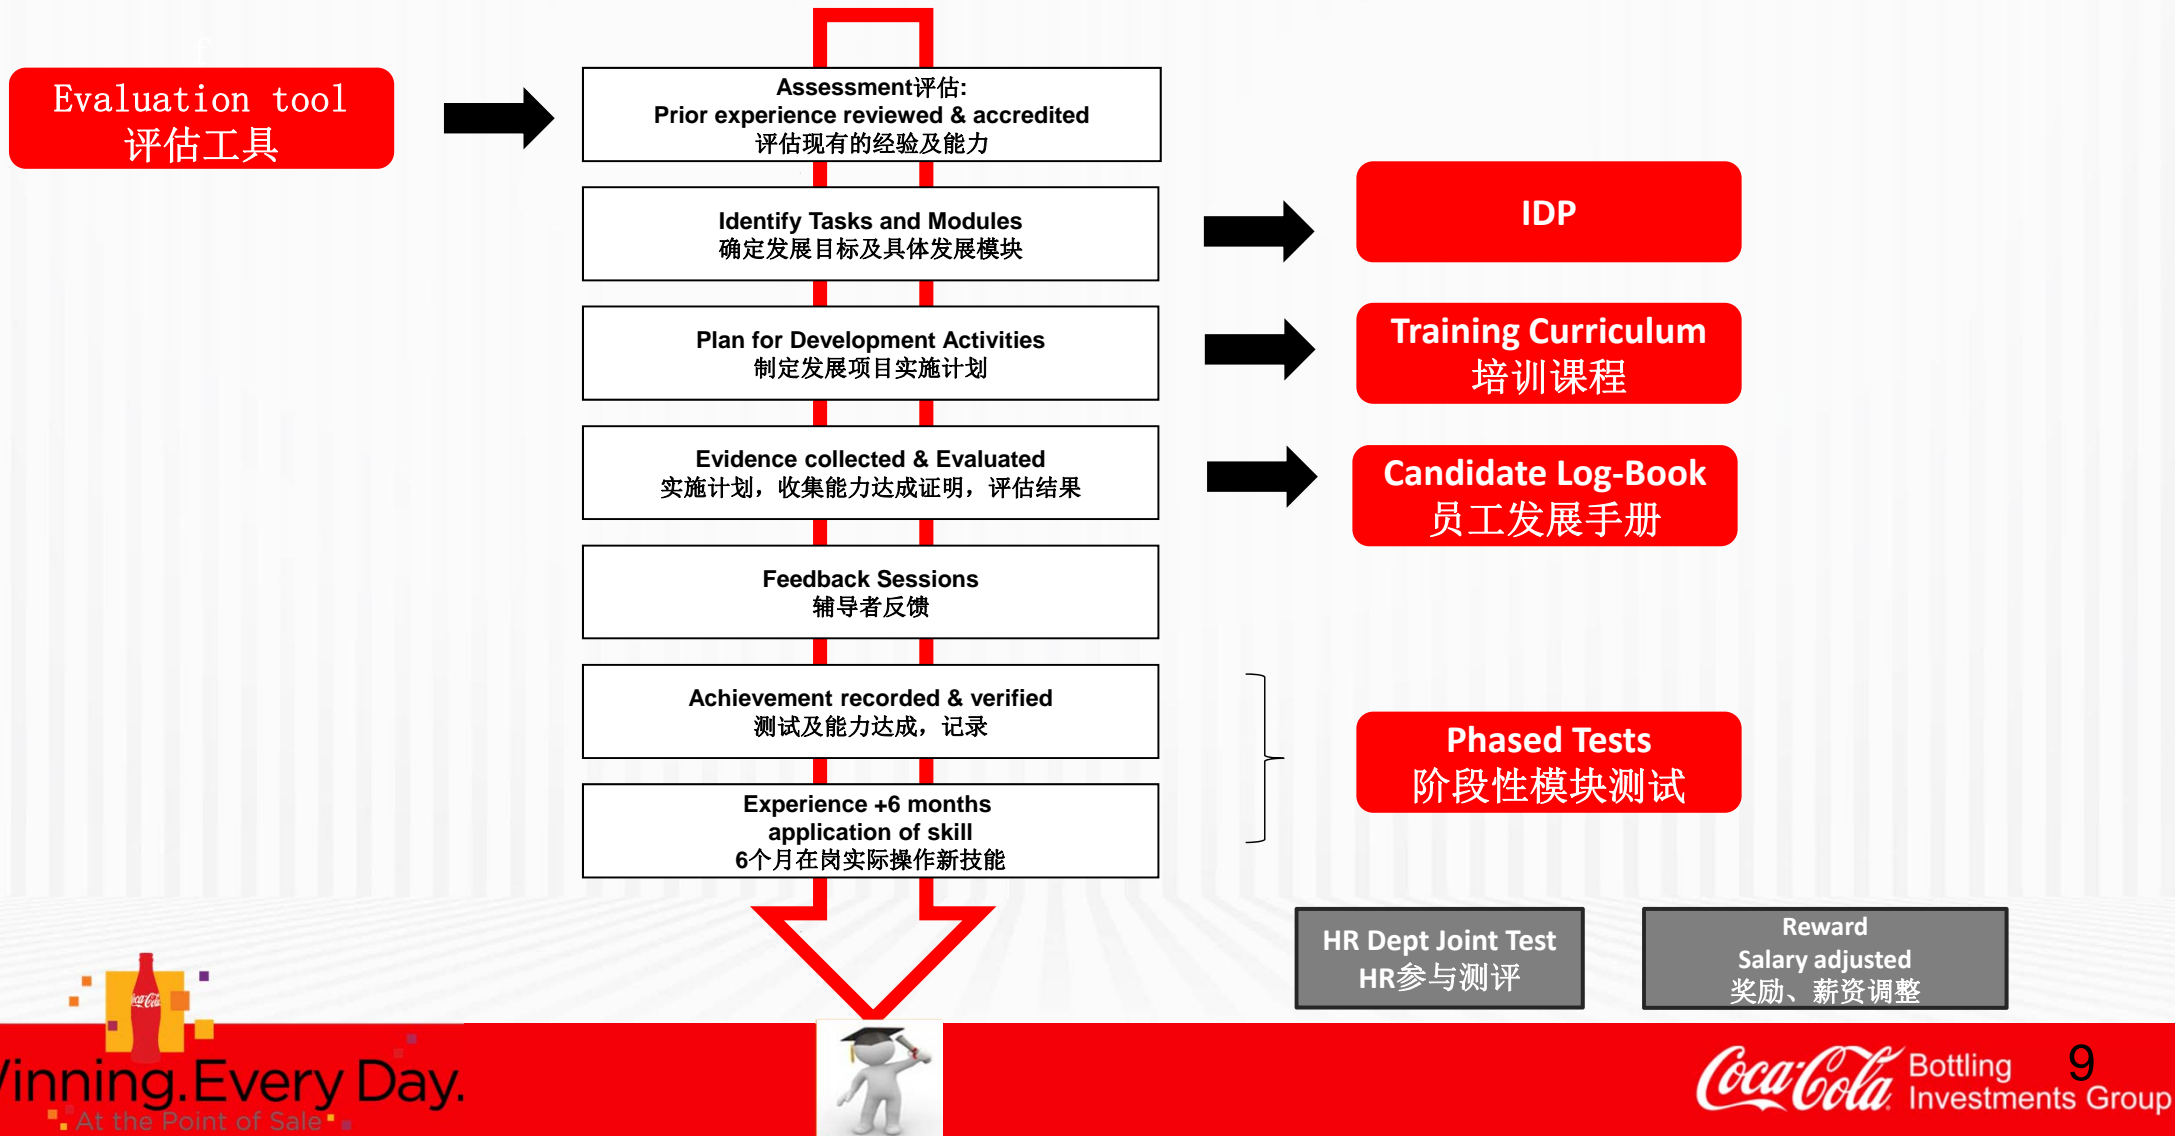 Evaluation tool
评估工具
Assessment评估:
Prior experience reviewed & accredited
评估现有的经验及能力
Identify Tasks and Modules
确定发展目标及具体发展模块
IDP
Plan for Development Activities
制定发展项目实施计划
Training Curriculum
培训课程
Evidence collected & Evaluated
实施计划，收集能力达成证明，评估结果
Candidate Log-Book
员工发展手册
Feedback Sessions
辅导者反馈
Achievement recorded & verified
测试及能力达成，记录
Phased Tests
阶段性模块测试
Experience +6 months
application of skill
6个月在岗实际操作新技能
HR Dept Joint Test
HR参与测评
Reward
Salary adjusted
奖励、薪资调整
Coca-Cola
inning.Every Day.
At the Point of Sale
Coca-Cola Bottling
Investments Group
9